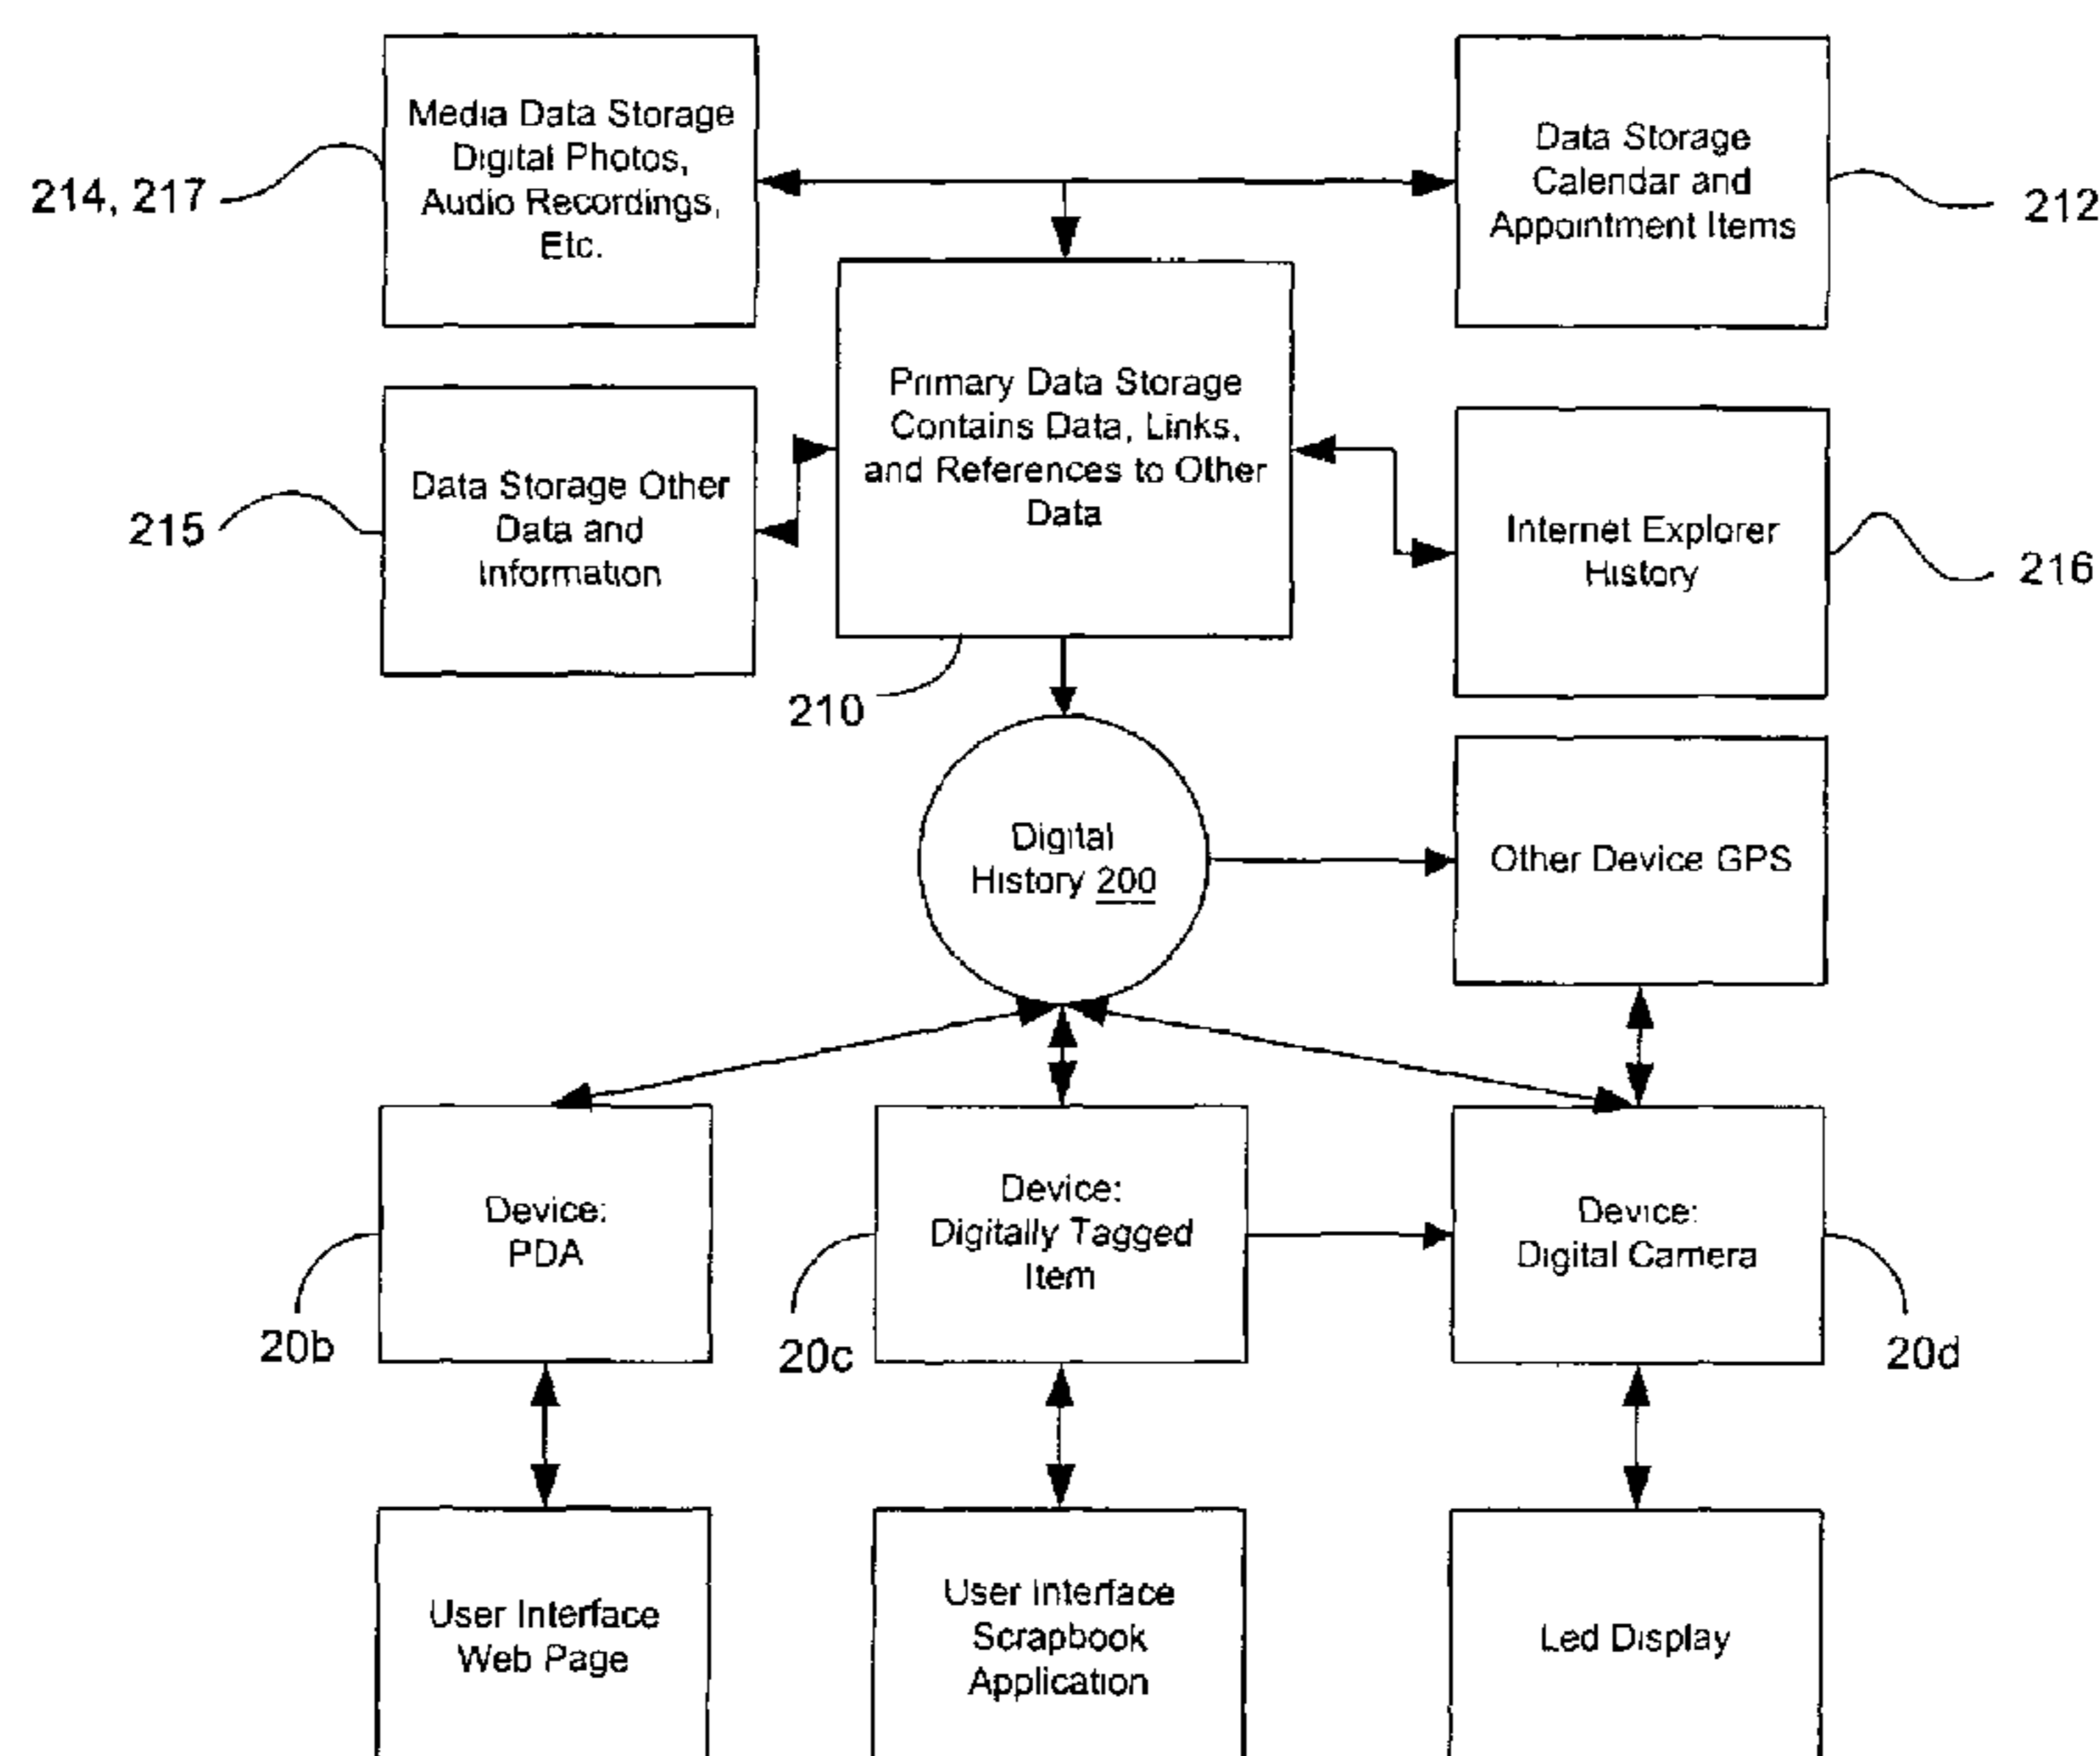 Media Data Storage
Digital Photos,
Audio Recordings,
Etc.
214, 217
Data Storage
Calendar and
Appointment Items
212
Primary Data Storage
Contains Data, Links,
and References to Other
Data
210
Data Storage Other
Data and
Information
215
Internet Explorer
History
216
Digital
History 200
Other Device GPS
Device:
PDA
20b
Device:
Digitally Tagged
Item
20c
Device:
Digital Camera
20d
User Interface
Web Page
User Interface
Scrapbook
Application
Led Display